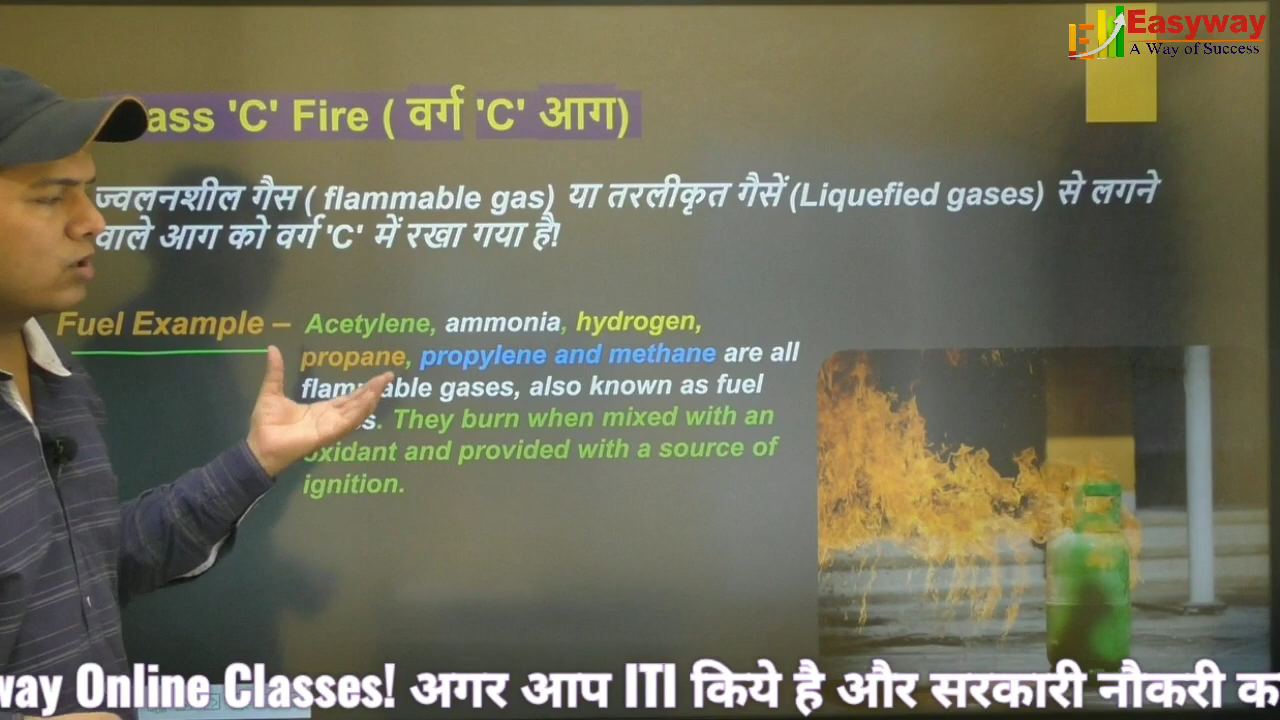 Easyway
A Way of Success
ass 'C' Fire ( वर्ग 'C' आग)
ज्वलनशील गैस ( flammable gas) या तरलीकृत गैसें (Liquefied gases) से लगने
वाले आग को वर्ग 'C' में रखा गया है!
Fuel Example – Acetylene, ammonia, hydrogen,
propane, propylene and methane are all
flammable gases, also known as fuel
They burn when mixed with an
oxidant and provided with a source of
ignition.
way Online Classes! अगर आप ITI किये है और सरकारी नौकरी क